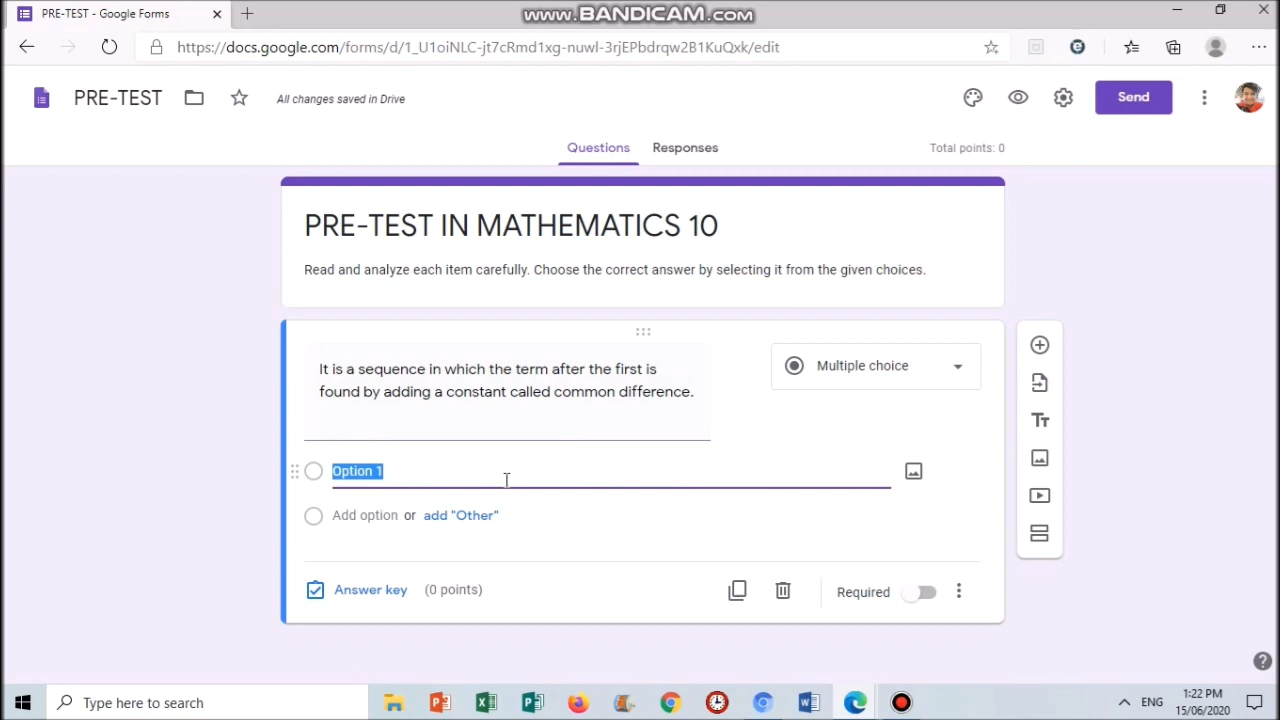 PRE-TEST - Google Forms
www.BANDICAM.com
https://docs.google.com/forms/d/1_U1oiNLC-jt7cRmd1xg-nuwl-3rjEPbdrqw2B1KuQxk/edit
PRE-TEST
All changes saved in Drive
Send
Questions
Responses
Total points: 0
PRE-TEST IN MATHEMATICS 10
Read and analyze each item carefully. Choose the correct answer by selecting it from the given choices.
It is a sequence in which the term after the first is
found by adding a constant called common difference.
Multiple choice
Option 1
Add option or add "Other"
Answer key (0 points)
Required
Type here to search
ENG
1:22 PM
15/06/2020